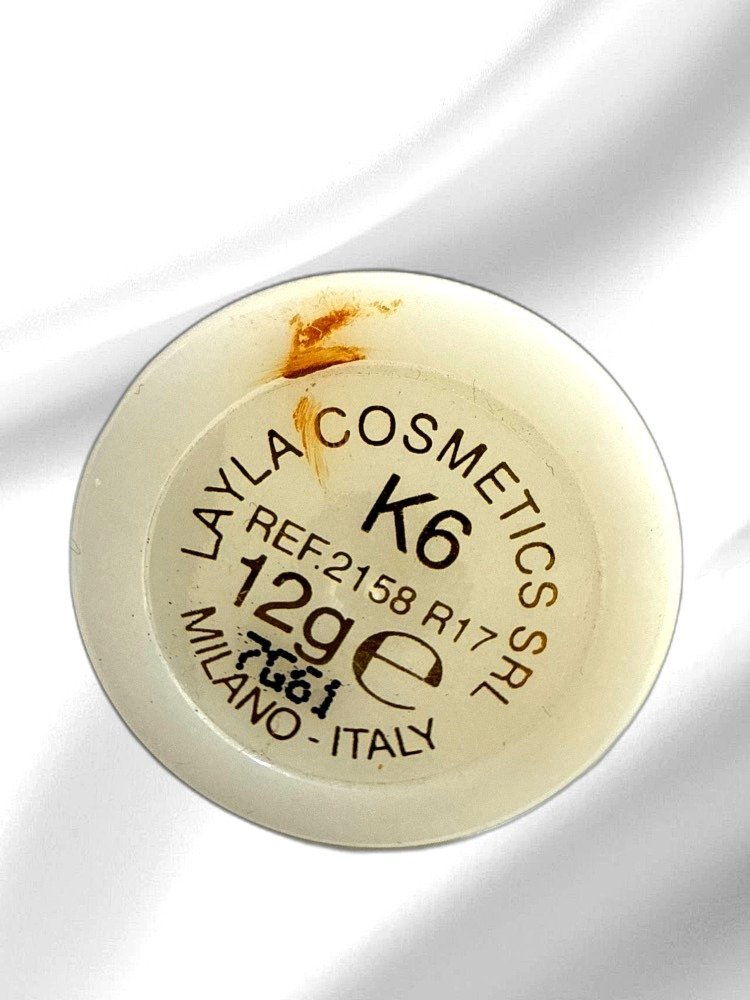 LAYLA COSMETICS SRL
K6
REF.2158 R17
12g e
MILANO - ITALY